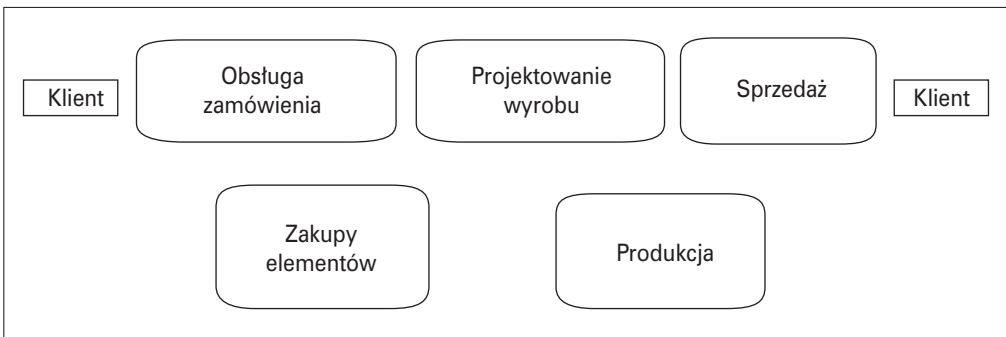 Klient
Obsługa
zamówienia
Projektowanie
wyrobu
Sprzedaż
Klient
Zakupy
elementów
Produkcja